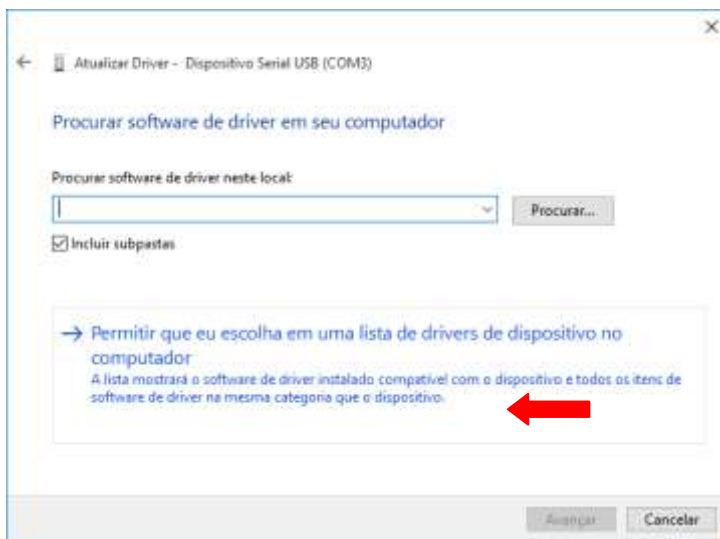 Atualizar Driver - Dispositivo Serial USB (COM3)
Procurar software de driver em seu computador
Procurar software de driver neste local:
Procurar...
Incluir subpastas
Permitir que eu escolha em uma lista de drivers de dispositivo no
computador
A lista mostrará o software de driver instalado compatível com o dispositivo e todos os itens de
software de driver na mesma categoria que o dispositivo.
Avançar Cancelar